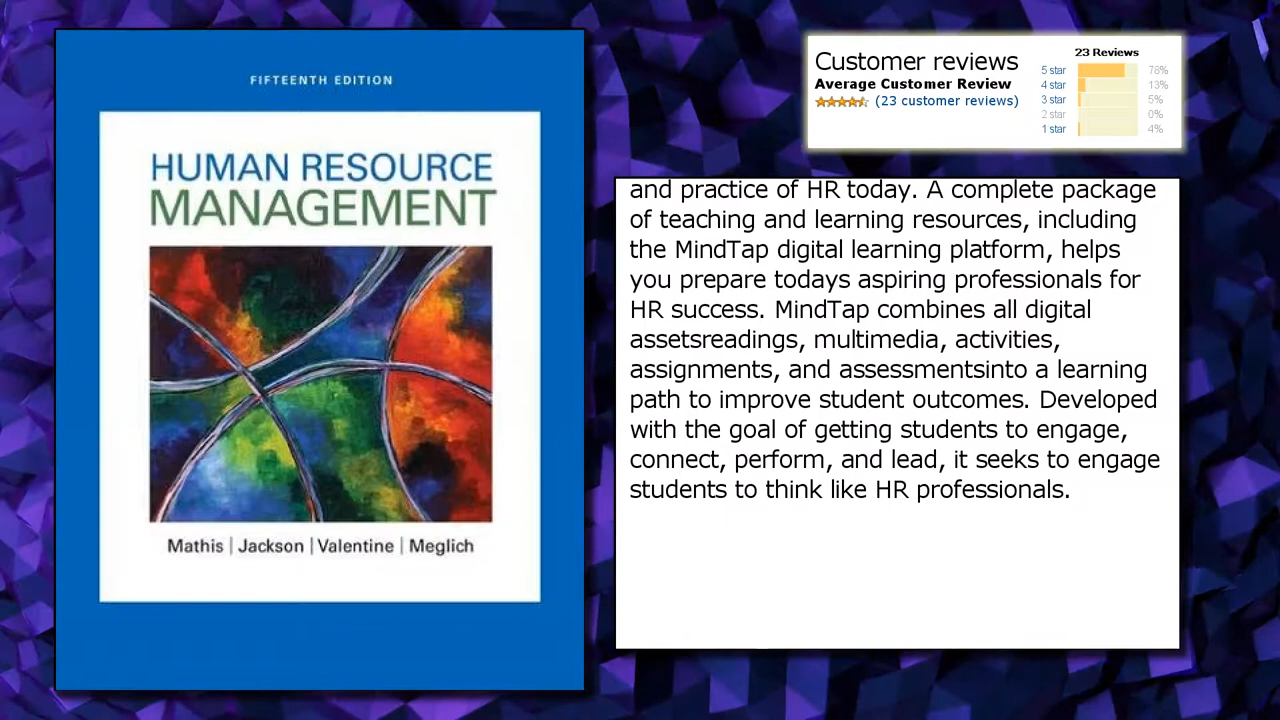 FIFTEENTH EDITION
HUMAN RESOURCE
MANAGEMENT
Mathis | Jackson | Valentine | Meglich
Customer reviews
Average Customer Review
(23 customer reviews)
23 Reviews
5 star 78%
4 star 13%
3 star 5%
2 star 0%
1 star 4%
and practice of HR today. A complete package
of teaching and learning resources, including
the MindTap digital learning platform, helps
you prepare todays aspiring professionals for
HR success. MindTap combines all digital
assetsreadings, multimedia, activities,
assignments, and assessmentsinto a learning
path to improve student outcomes. Developed
with the goal of getting students to engage,
connect, perform, and lead, it seeks to engage
students to think like HR professionals.